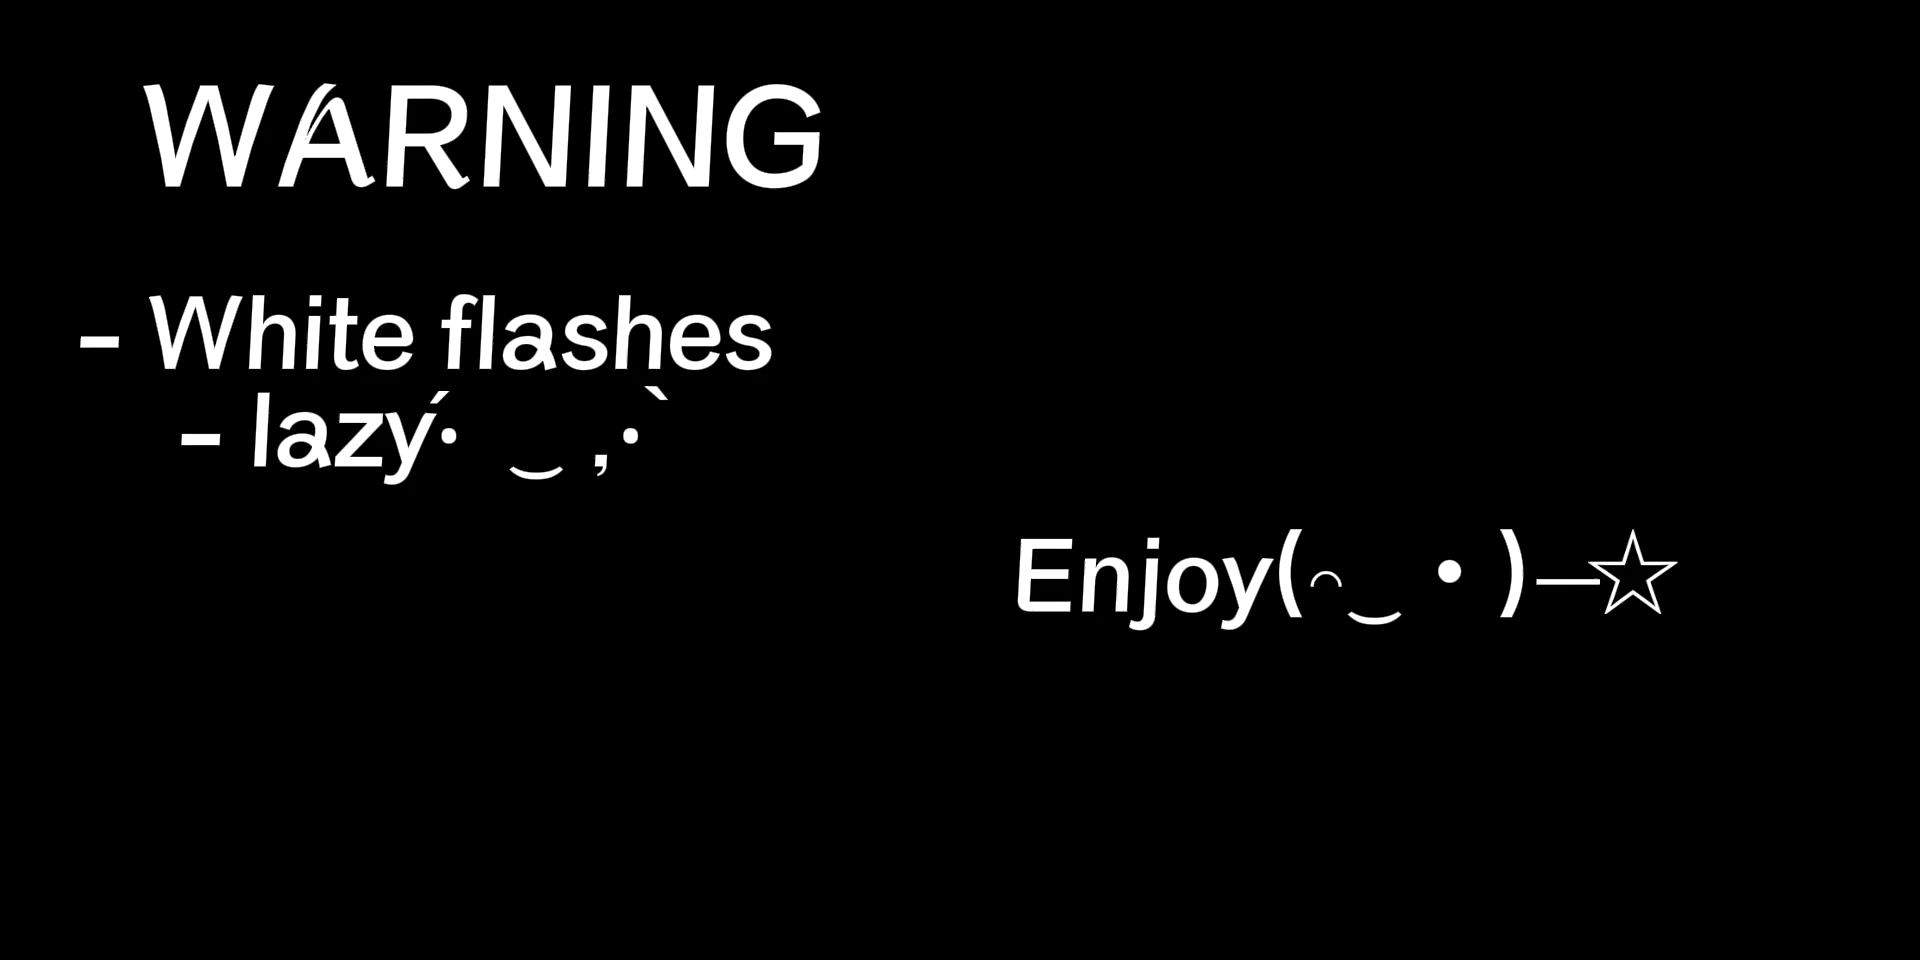 WARNING
- White flashes
- lazy´• ‿ ,•`
Enjoy(◠‿・)—☆